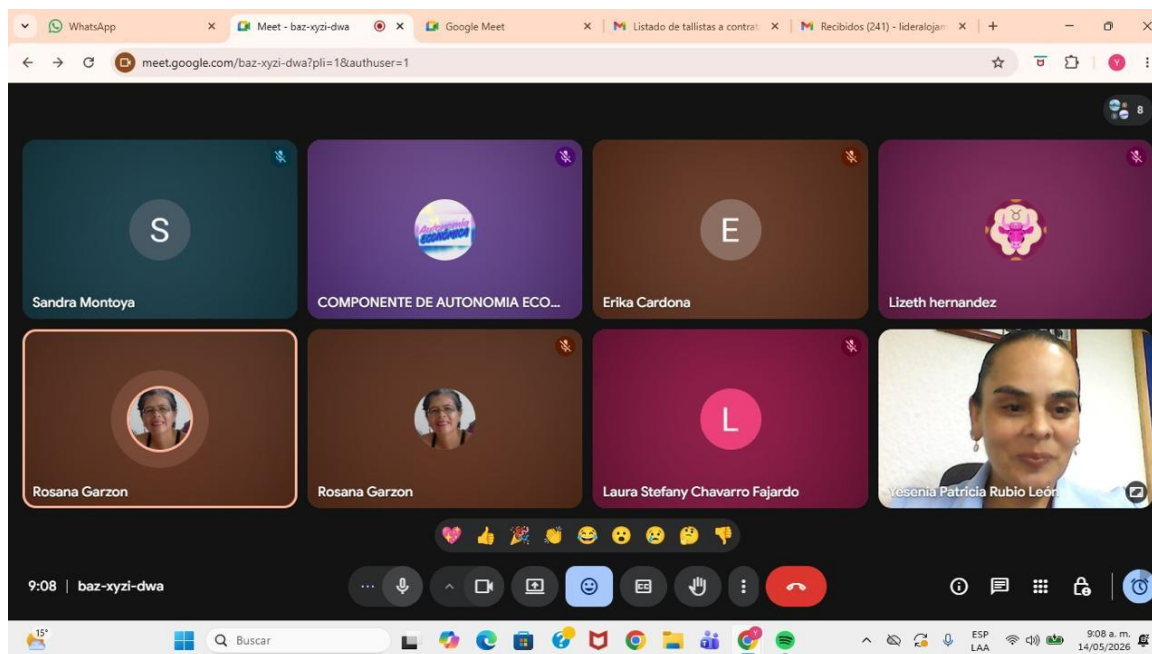 WhatsApp
Meet - baz-xyzi-dwa
Google Meet
Listado de tallistas a contrat
Recibidos (241) - lideralojam
meet.google.com/baz-xyzi-dwa?pli=1&authuser=1
Y
8
S
Sandra Montoya
Autonomía
ECONÓMICA
COMPONENTE DE AUTONOMIA ECO...
E
Erika Cardona
Lizeth hernandez
Rosana Garzon
Rosana Garzon
L
Laura Stefany Chavarro Fajardo
Yesenia Patricia Rubio León
9:08 | baz-xyzi-dwa
CC
15°
Buscar
ESP
LAA
9:08 a. m.
14/05/2026